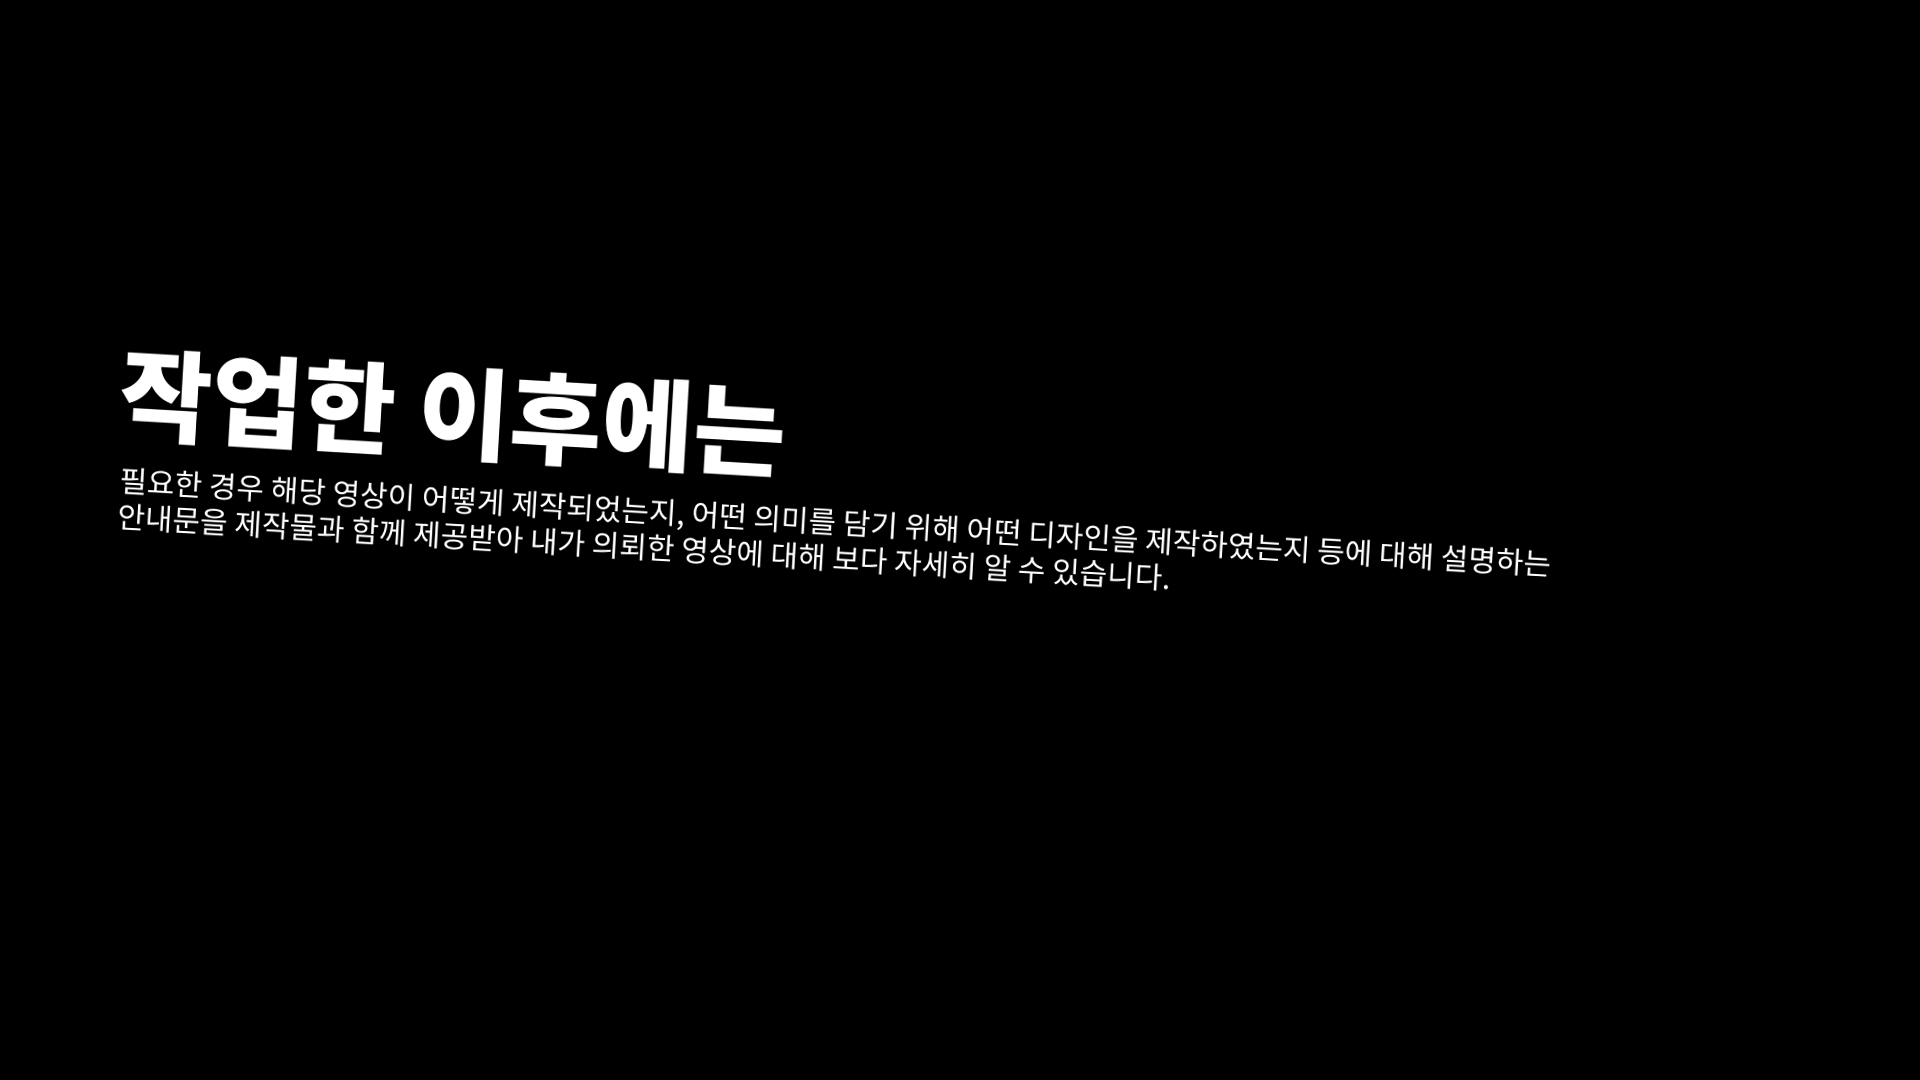 작업한 이후에는
필요한 경우 해당 영상이 어떻게 제작되었는지, 어떤 의미를 담기 위해 어떤 디자인을 제작하였는지 등에 대해 설명하는
안내문을 제작물과 함께 제공받아 내가 의뢰한 영상에 대해 보다 자세히 알 수 있습니다.